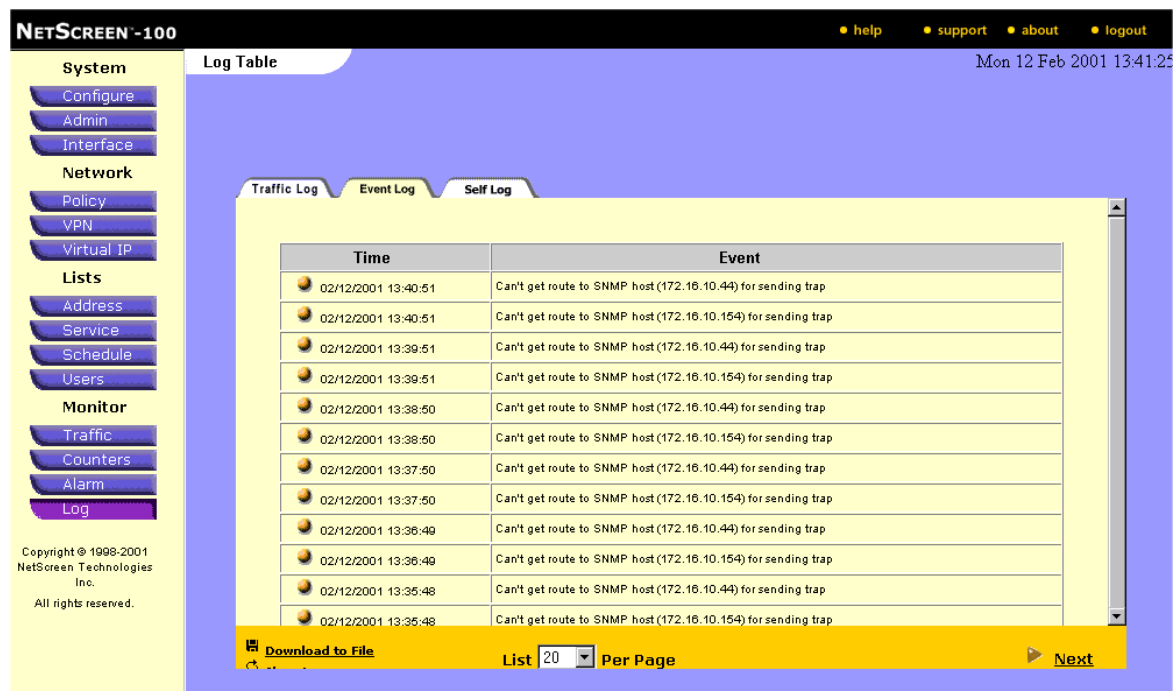 NETSCREEN™-100
help
support
about
logout
System
Configure
Admin
Interface
Network
Policy
VPN
Virtual IP
Lists
Address
Service
Schedule
Users
Monitor
Traffic
Counters
Alarm
Log
Copyright © 1998-2001
NetScreen Technologies
Inc.
All rights reserved.
Log Table
Mon 12 Feb 2001 13:41:25
Traffic Log Event Log Self Log
Time Event
02/12/2001 13:40:51 Can't get route to SNMP host (172.16.10.44) for sending trap
02/12/2001 13:40:51 Can't get route to SNMP host (172.16.10.154) for sending trap
02/12/2001 13:39:51 Can't get route to SNMP host (172.16.10.44) for sending trap
02/12/2001 13:39:51 Can't get route to SNMP host (172.16.10.154) for sending trap
02/12/2001 13:38:50 Can't get route to SNMP host (172.16.10.44) for sending trap
02/12/2001 13:38:50 Can't get route to SNMP host (172.16.10.154) for sending trap
02/12/2001 13:37:50 Can't get route to SNMP host (172.16.10.44) for sending trap
02/12/2001 13:37:50 Can't get route to SNMP host (172.16.10.154) for sending trap
02/12/2001 13:36:49 Can't get route to SNMP host (172.16.10.44) for sending trap
02/12/2001 13:36:49 Can't get route to SNMP host (172.16.10.154) for sending trap
02/12/2001 13:35:48 Can't get route to SNMP host (172.16.10.44) for sending trap
02/12/2001 13:35:48 Can't get route to SNMP host (172.16.10.154) for sending trap
Download to File
List 20 Per Page
Next